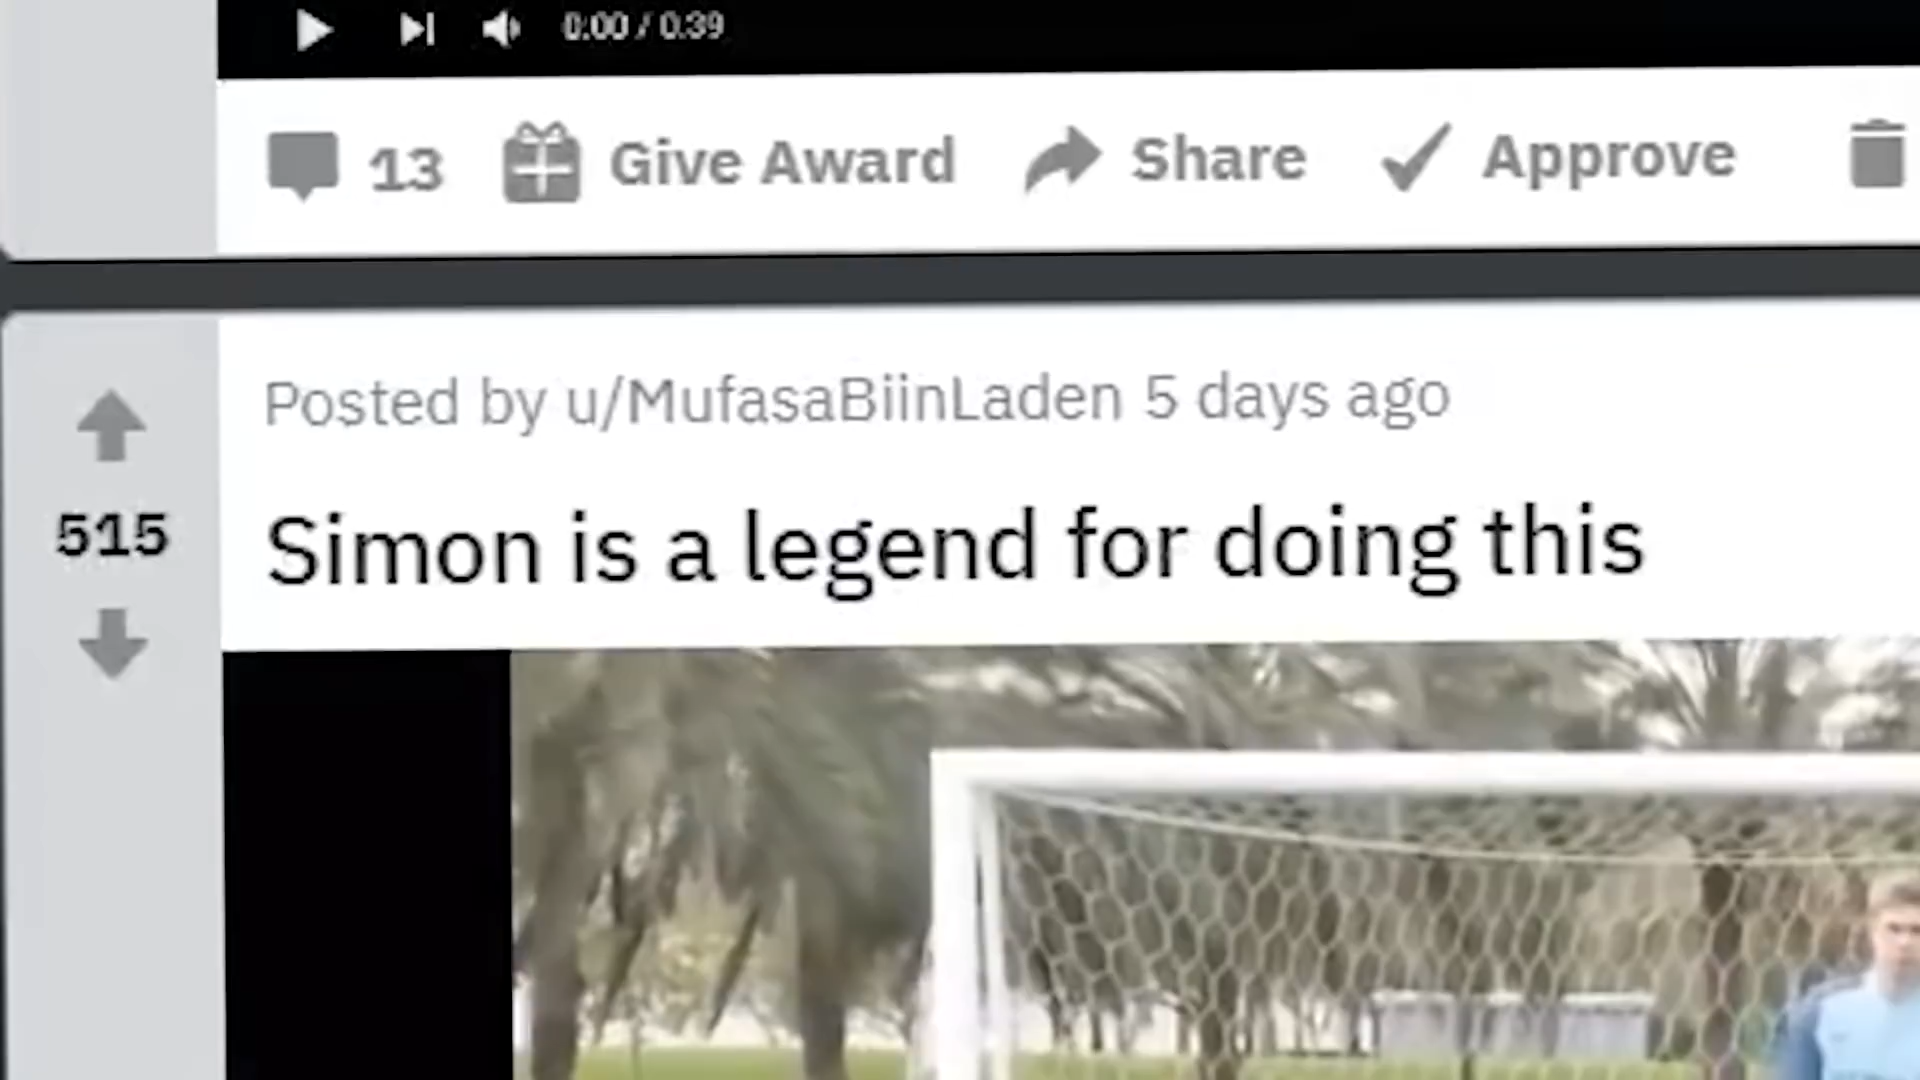 0:00 / 0:39
13 Give Award Share Approve
Posted by u/MufasaBiinLaden 5 days ago
515
Simon is a legend for doing this